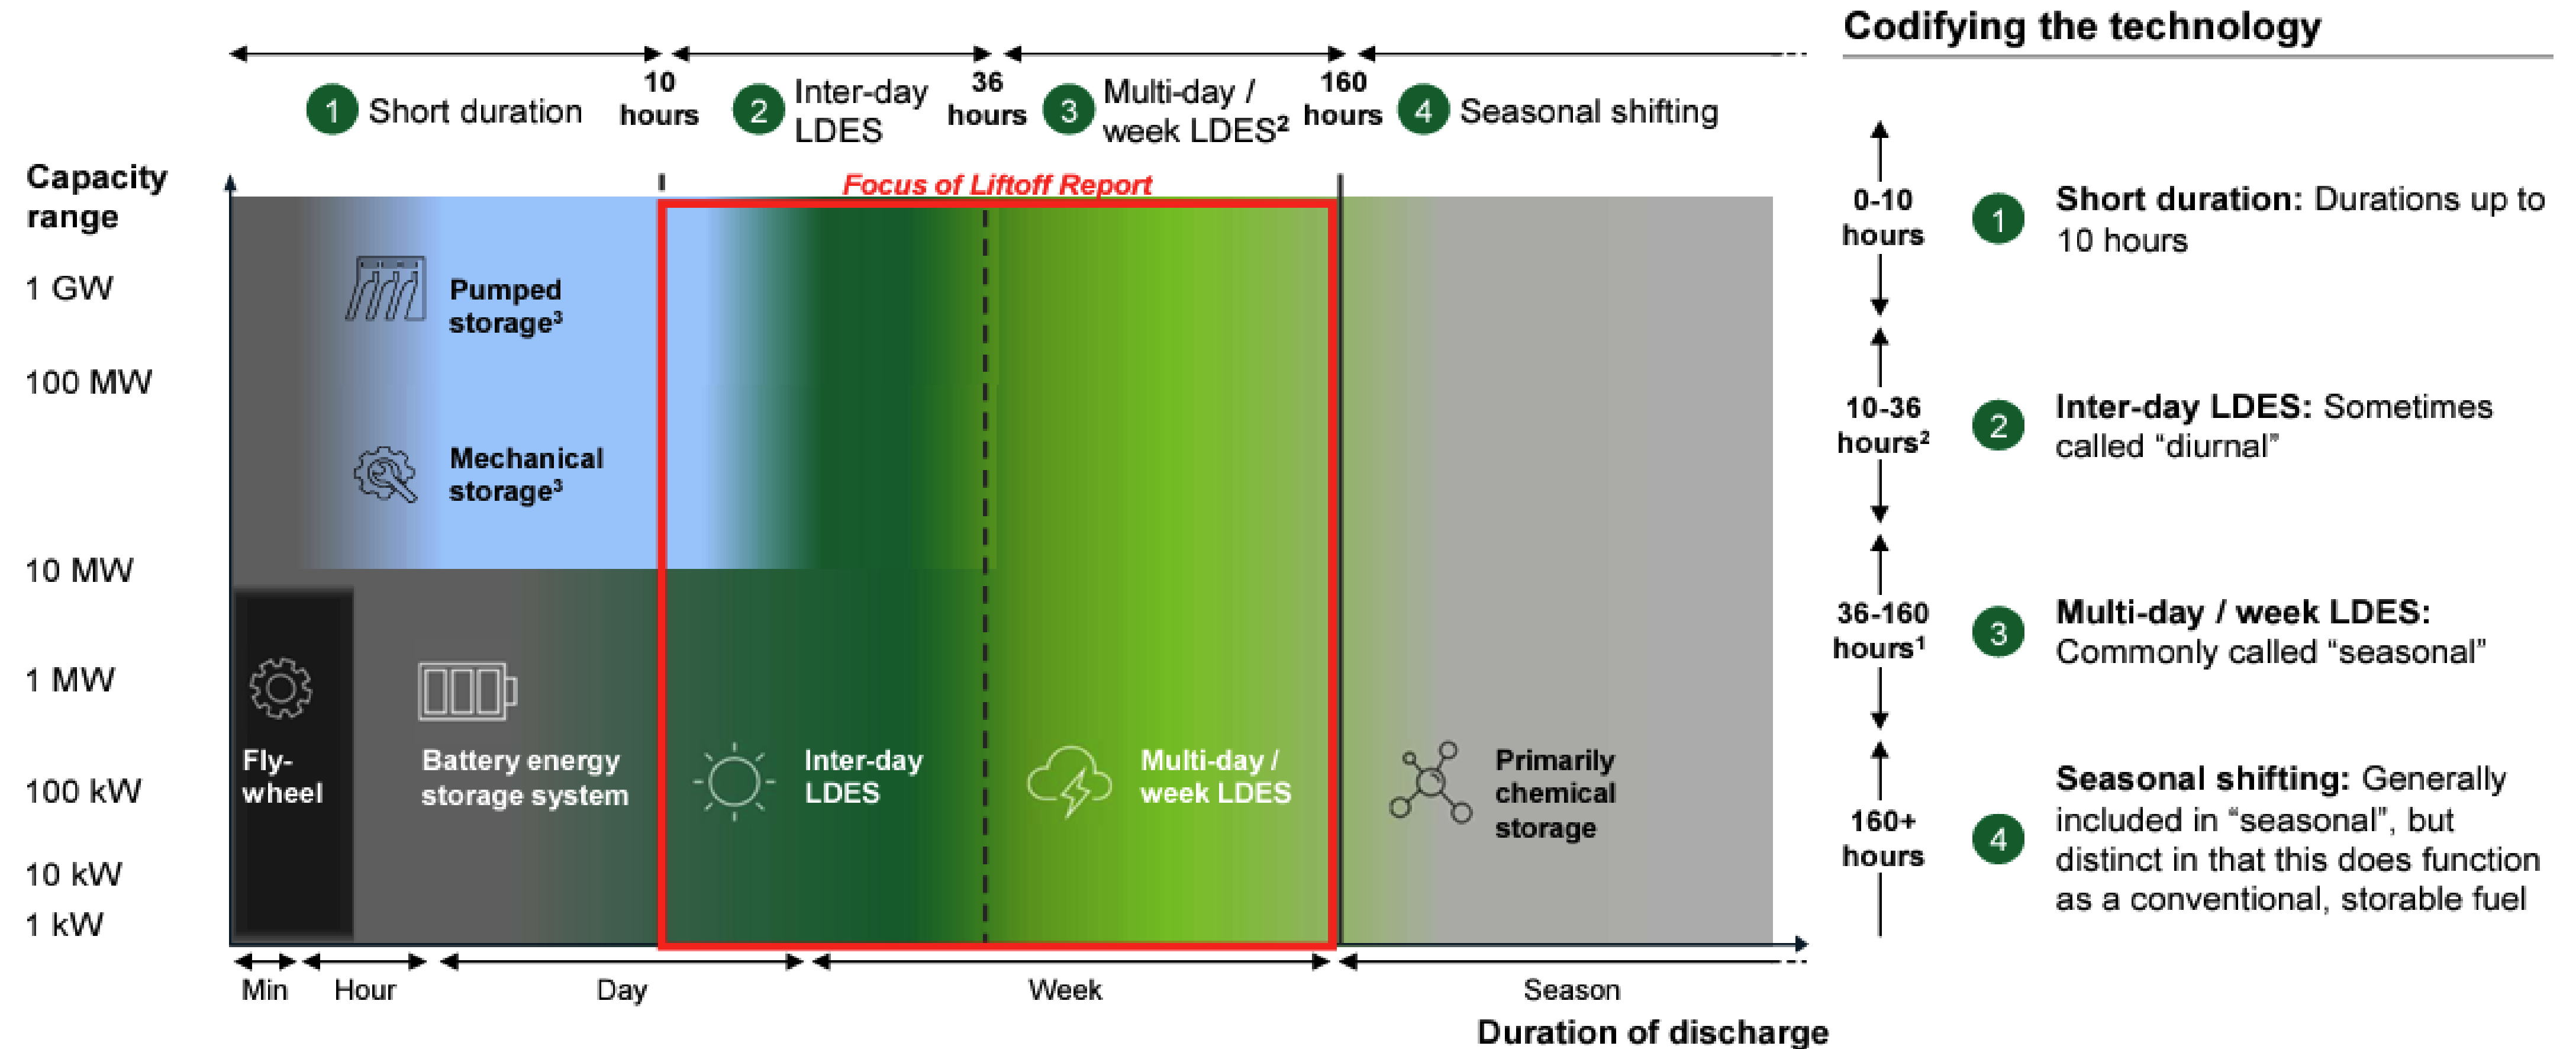 Codifying the technology
10
hours
36
hours
160
hours
1 Short duration
2 Inter-day
LDES
3 Multi-day /
week LDES²
4 Seasonal shifting
Capacity
range
Focus of Liftoff Report
1 GW
100 MW
10 MW
1 MW
100 kW
10 kW
1 kW
Pumped
storage³
Mechanical
storage³
Fly-
wheel
Battery energy
storage system
Inter-day
LDES
Multi-day /
week LDES
Primarily
chemical
storage
Min
Hour
Day
Week
Season
Duration of discharge
0-10
hours
1
Short duration: Durations up to
10 hours
10-36
hours²
2
Inter-day LDES: Sometimes
called “diurnal”
36-160
hours¹
3
Multi-day / week LDES:
Commonly called “seasonal”
160+
hours
4
Seasonal shifting: Generally
included in “seasonal”, but
distinct in that this does function
as a conventional, storable fuel